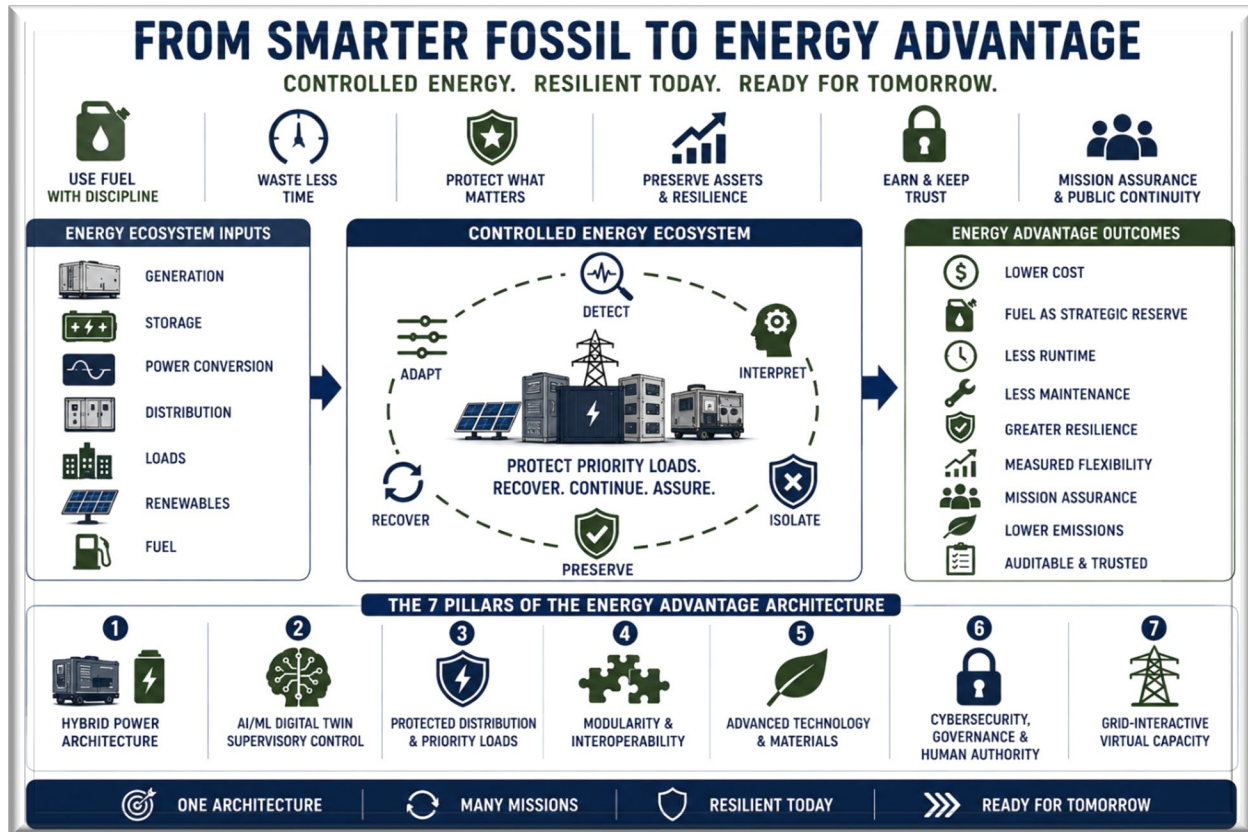 FROM SMARTER FOSSIL TO ENERGY ADVANTAGE
CONTROLLED ENERGY. RESILIENT TODAY. READY FOR TOMORROW.
USE FUEL
WITH DISCIPLINE
WASTE LESS
TIME
PROTECT WHAT
MATTERS
PRESERVE ASSETS
& RESILIENCE
EARN & KEEP
TRUST
MISSION ASSURANCE
& PUBLIC CONTINUITY
ENERGY ECOSYSTEM INPUTS
GENERATION
STORAGE
POWER CONVERSION
DISTRIBUTION
LOADS
RENEWABLES
FUEL
CONTROLLED ENERGY ECOSYSTEM
DETECT
INTERPRET
ISOLATE
PRESERVE
RECOVER
ADAPT
PROTECT PRIORITY LOADS.
RECOVER. CONTINUE. ASSURE.
ENERGY ADVANTAGE OUTCOMES
$
LOWER COST
FUEL AS STRATEGIC RESERVE
LESS RUNTIME
LESS MAINTENANCE
GREATER RESILIENCE
MEASURED FLEXIBILITY
MISSION ASSURANCE
LOWER EMISSIONS
AUDITABLE & TRUSTED
THE 7 PILLARS OF THE ENERGY ADVANTAGE ARCHITECTURE
1
HYBRID POWER
ARCHITECTURE
2
AI/ML DIGITAL TWIN
SUPERVISORY CONTROL
3
PROTECTED DISTRIBUTION
& PRIORITY LOADS
4
MODULARITY &
INTEROPERABILITY
5
ADVANCED TECHNOLOGY
& MATERIALS
6
CYBERSECURITY,
GOVERNANCE &
HUMAN AUTHORITY
7
GRID-INTERACTIVE
VIRTUAL CAPACITY
ONE ARCHITECTURE
MANY MISSIONS
RESILIENT TODAY
READY FOR TOMORROW